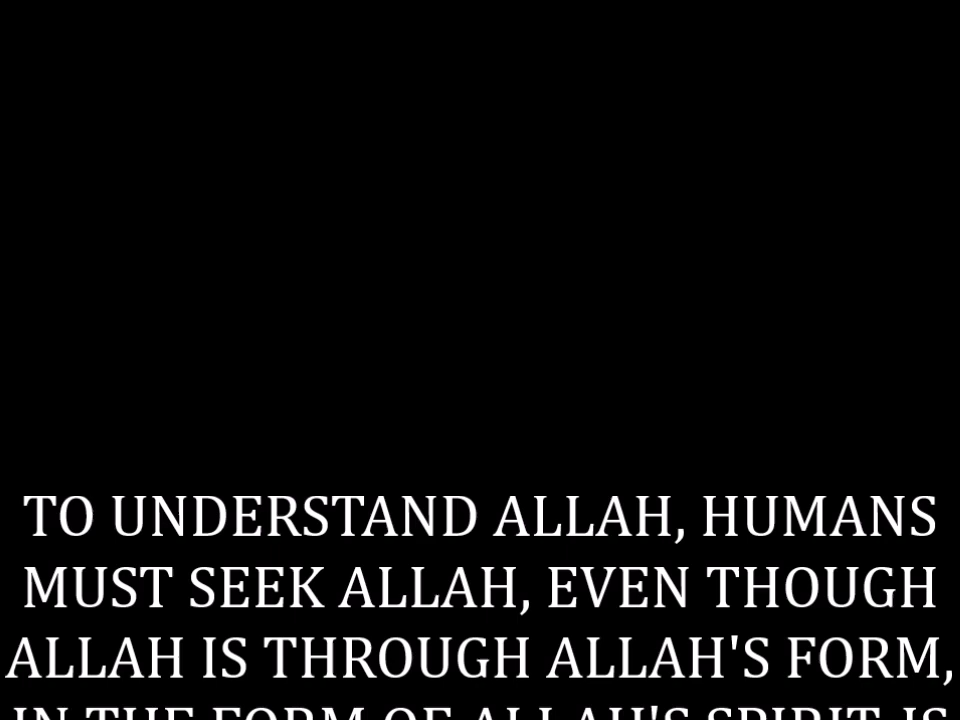 TO UNDERSTAND ALLAH, HUMANS
MUST SEEK ALLAH, EVEN THOUGH
ALLAH IS THROUGH ALLAH'S FORM,
IN THE FORM OF ALLAH'S SPIRIT IS